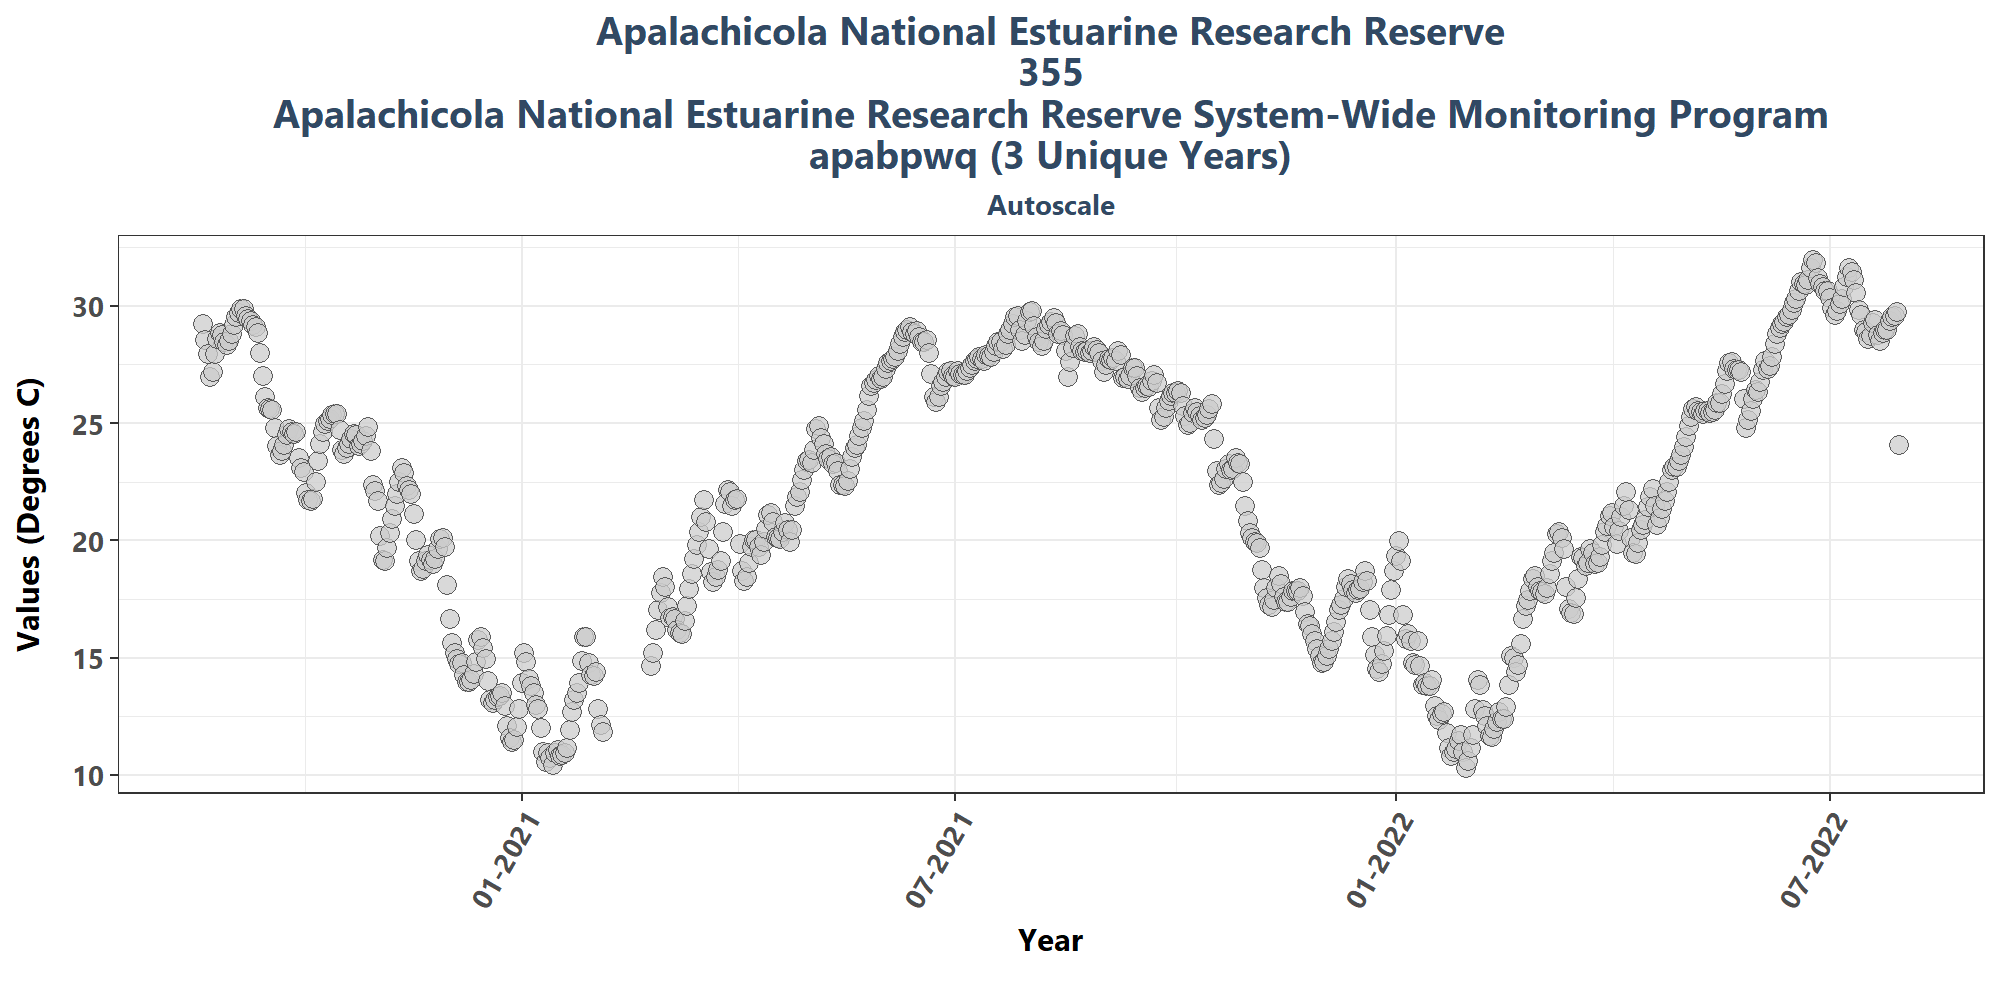 Apalachicola National Estuarine Research Reserve
355
Apalachicola National Estuarine Research Reserve System-Wide Monitoring Program
apabpwq (3 Unique Years)
Autoscale
Values (Degrees C)
30
25
20
15
10
01-2021
07-2021
01-2022
07-2022
Year